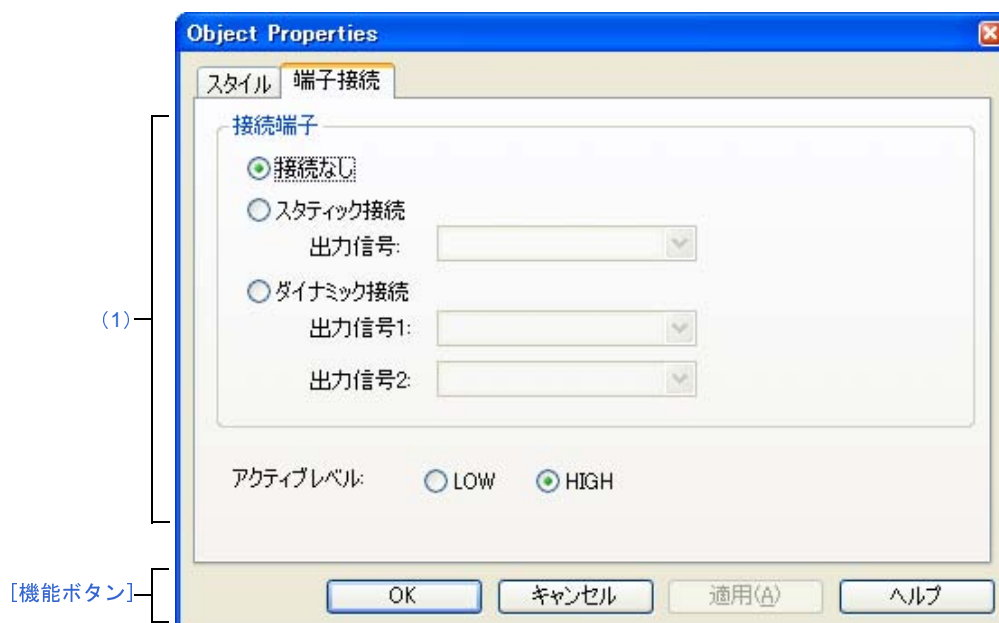 Object Properties
スタイル 端子接続
接続端子
接続なし
スタティック接続
出力信号:
ダイナミック接続
(1)
出力信号1:
出力信号2:
アクティブレベル: LOW HIGH
[機能ボタン]
OK キャンセル 適用(A) ヘルプ